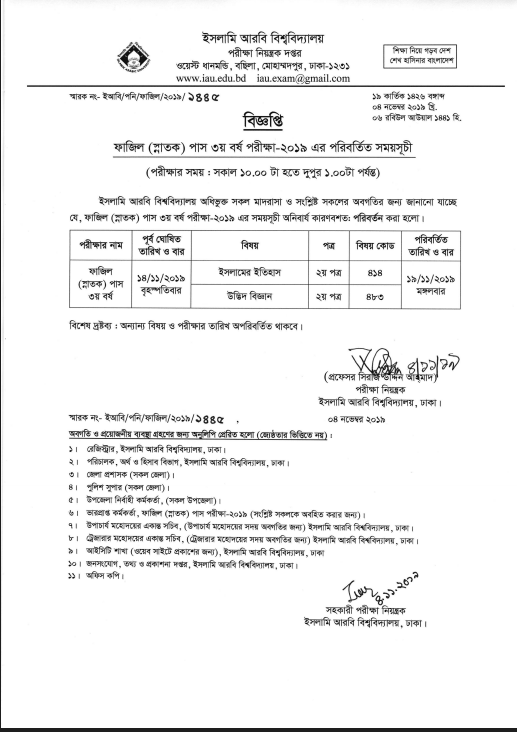 ইসলামি আরবি বিশ্ববিদ্যালয়
পরীক্ষা নিয়ন্ত্রক দপ্তর
ওয়েস্ট ধানমন্ডি, বছিলা, মোহাম্মদপুর, ঢাকা-১২৩১
www.iau.edu.bd iau.exam@gmail.com
শিক্ষা নিয়ে গড়ব দেশ
শেখ হাসিনার বাংলাদেশ
স্মারক নং- ইআবি/পনি/ফাজিল/২০১৯/১৪৪৫
১৯ কার্তিক ১৪২৬ বঙ্গাব্দ
০৪ নভেম্বর ২০১৯ খ্রি.
০৬ রবিউল আউয়াল ১৪৪১ হি.
বিজ্ঞপ্তি
ফাজিল (স্নাতক) পাস ৩য় বর্ষ পরীক্ষা-২০১৯ এর পরিবর্তিত সময়সূচী
(পরীক্ষার সময় : সকাল ১০.০০ টা হতে দুপুর ১.০০টা পর্যন্ত)
ইসলামি আরবি বিশ্ববিদ্যালয় অধিভুক্ত সকল মাদরাসা ও সংশ্লিষ্ট সকলের অবগতির জন্য জানানো যাচ্ছে
যে, ফাজিল (স্নাতক) পাস ৩য় বর্ষ পরীক্ষা-২০১৯ এর সময়সূচী অনিবার্য কারণবশত: পরিবর্তন করা হলো।
পরীক্ষার নাম পূর্ব ঘোষিত তারিখ ও বার বিষয় পত্র বিষয় কোড পরিবর্তিত তারিখ ও বার
ফাজিল (স্নাতক) পাস ৩য় বর্ষ ১৪/১১/২০১৯ বৃহস্পতিবার ইসলামের ইতিহাস ২য় পত্র ৪১৪ ১৯/১১/২০১৯ মঙ্গলবার
উদ্ভিদ বিজ্ঞান ২য় পত্র ৪৮৩
বিশেষ দ্রষ্টব্য : অন্যান্য বিষয় ও পরীক্ষার তারিখ অপরিবর্তিত থাকবে।
৪/১১/১৯
(প্রফেসর সিরাজ উদ্দিন আহমাদ)
পরীক্ষা নিয়ন্ত্রক
ইসলামি আরবি বিশ্ববিদ্যালয়, ঢাকা।
স্মারক নং- ইআবি/পনি/ফাজিল/২০১৯/১৪৪৫ , ০৪ নভেম্বর ২০১৯
অবগতি ও প্রয়োজনীয় ব্যবস্থা গ্রহণের জন্য অনুলিপি প্রেরিত হলো (জ্যেষ্ঠতার ভিত্তিতে নয়) :
১। রেজিস্ট্রার, ইসলামি আরবি বিশ্ববিদ্যালয়, ঢাকা।
২। পরিচালক, অর্থ ও হিসাব বিভাগ, ইসলামি আরবি বিশ্ববিদ্যালয়, ঢাকা।
৩। জেলা প্রশাসক (সকল জেলা)।
৪। পুলিশ সুপার (সকল জেলা)।
৫। উপজেলা নির্বাহী কর্মকর্তা, (সকল উপজেলা)।
৬। ভারপ্রাপ্ত কর্মকর্তা, ফাজিল (স্নাতক) পাস পরীক্ষা-২০১৯ (সংশ্লিষ্ট সকলকে অবহিত করার জন্য)।
৭। উপাচার্য মহোদয়ের একান্ত সচিব, (উপাচার্য মহোদয়ের সদয় অবগতির জন্য) ইসলামি আরবি বিশ্ববিদ্যালয়, ঢাকা।
৮। ট্রেজারার মহোদয়ের একান্ত সচিব, (ট্রেজারার মহোদয়ের সদয় অবগতির জন্য) ইসলামি আরবি বিশ্ববিদ্যালয়, ঢাকা।
৯। আইসিটি শাখা (ওয়েব সাইটে প্রকাশের জন্য), ইসলামি আরবি বিশ্ববিদ্যালয়, ঢাকা
১০। জনসংযোগ, তথ্য ও প্রকাশনা দপ্তর, ইসলামি আরবি বিশ্ববিদ্যালয়, ঢাকা।
১১। অফিস কপি।
সহকারী পরীক্ষা নিয়ন্ত্রক
ইসলামি আরবি বিশ্ববিদ্যালয়, ঢাকা।